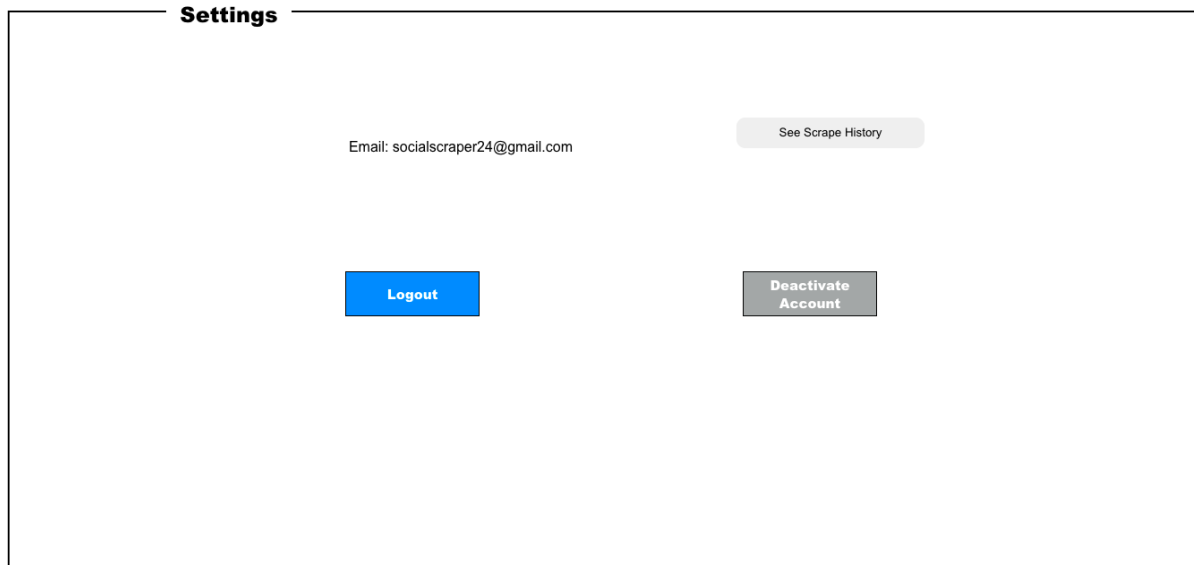 Settings
Email: socialscraper24@gmail.com
See Scrape History
Logout
Deactivate
Account